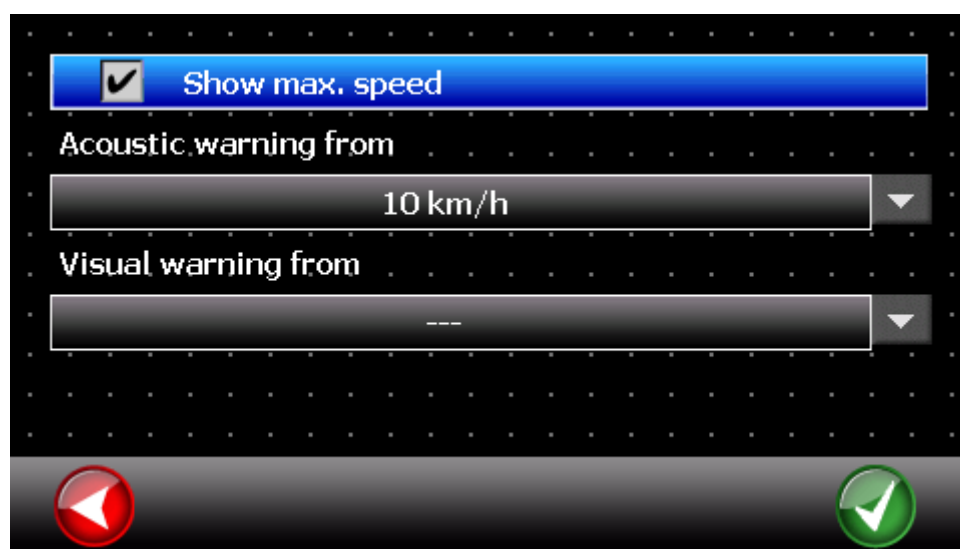 Show max. speed
Acoustic warning from
10 km/h
Visual warning from
---